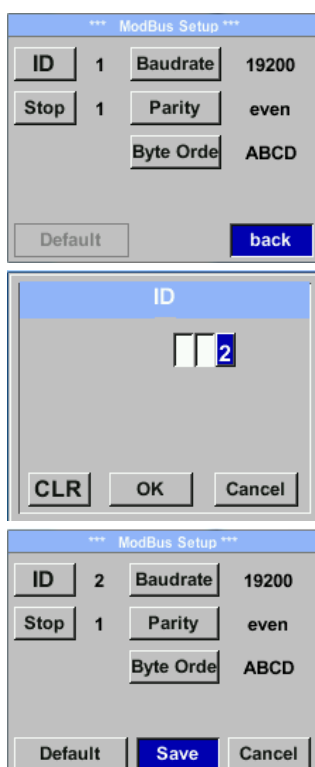 *** ModBus Setup ***
ID 1 Baudrate 19200
Stop 1 Parity even
Byte Orde ABCD
Default back
ID
2
CLR OK Cancel
*** ModBus Setup ***
ID 2 Baudrate 19200
Stop 1 Parity even
Byte Orde ABCD
Default Save Cancel